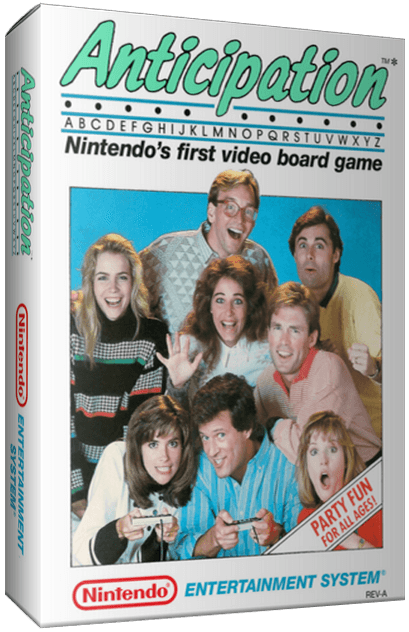 Anticipation
TM*
ABCDEFGHIJKLMNOPQRSTUVWXYZ
Nintendo's first video board game
PARTY FUN
FOR ALL AGES!
Nintendo®
ENTERTAINMENT SYSTEM®
REV-A
Anticipation
Nintendo®
ENTERTAINMENT
SYSTEM